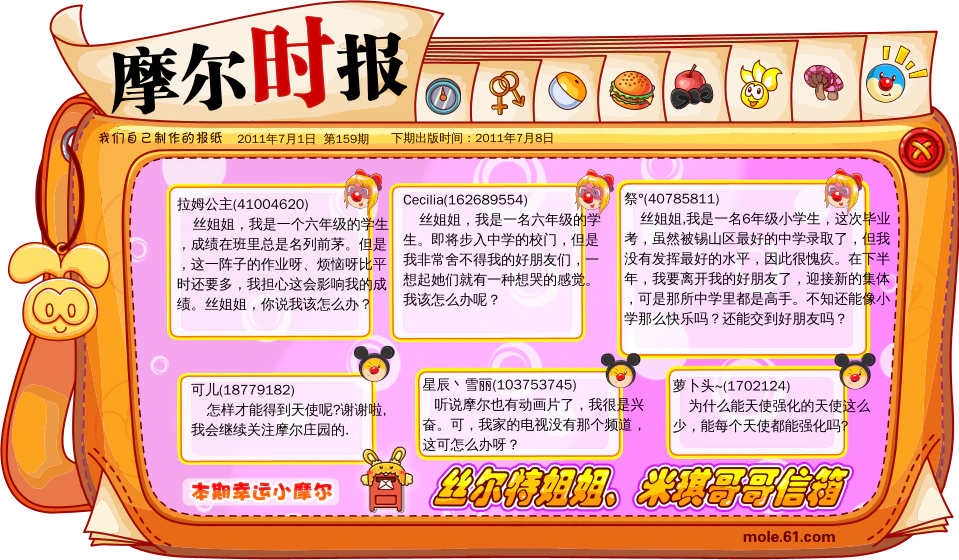 摩尔时报
我们自己制作的报纸 2011年7月1日 第159期 下期出版时间：2011年7月8日
拉姆公主(41004620)
丝姐姐，我是一个六年级的学生
，成绩在班里总是名列前茅。但是
，这一阵子的作业呀、烦恼呀比平
时还要多，我担心这会影响我的成
绩。丝姐姐，你说我该怎么办？
Cecilia(162689554)
丝姐姐，我是一名六年级的学
生。即将步入中学的校门，但是
我非常舍不得我的好朋友们，一
想起她们就有一种想哭的感觉。
我该怎么办呢？
祭°(40785811)
丝姐姐,我是一名6年级小学生，这次毕业
考，虽然被锡山区最好的中学录取了，但我
没有发挥最好的水平，因此很愧疚。在下半
年，我要离开我的好朋友了，迎接新的集体
，可是那所中学里都是高手。不知还能像小
学那么快乐吗？还能交到好朋友吗？
可儿(18779182)
怎样才能得到天使呢?谢谢啦,
我会继续关注摩尔庄园的.
星辰丶雪丽(103753745)
听说摩尔也有动画片了，我很是兴
奋。可，我家的电视没有那个频道，
这可怎么办呀？
萝卜头~(1702124)
为什么能天使强化的天使这么
少，能每个天使都能强化吗?
本期幸运小摩尔
丝尔特姐姐、米琪哥哥信箱
mole.61.com